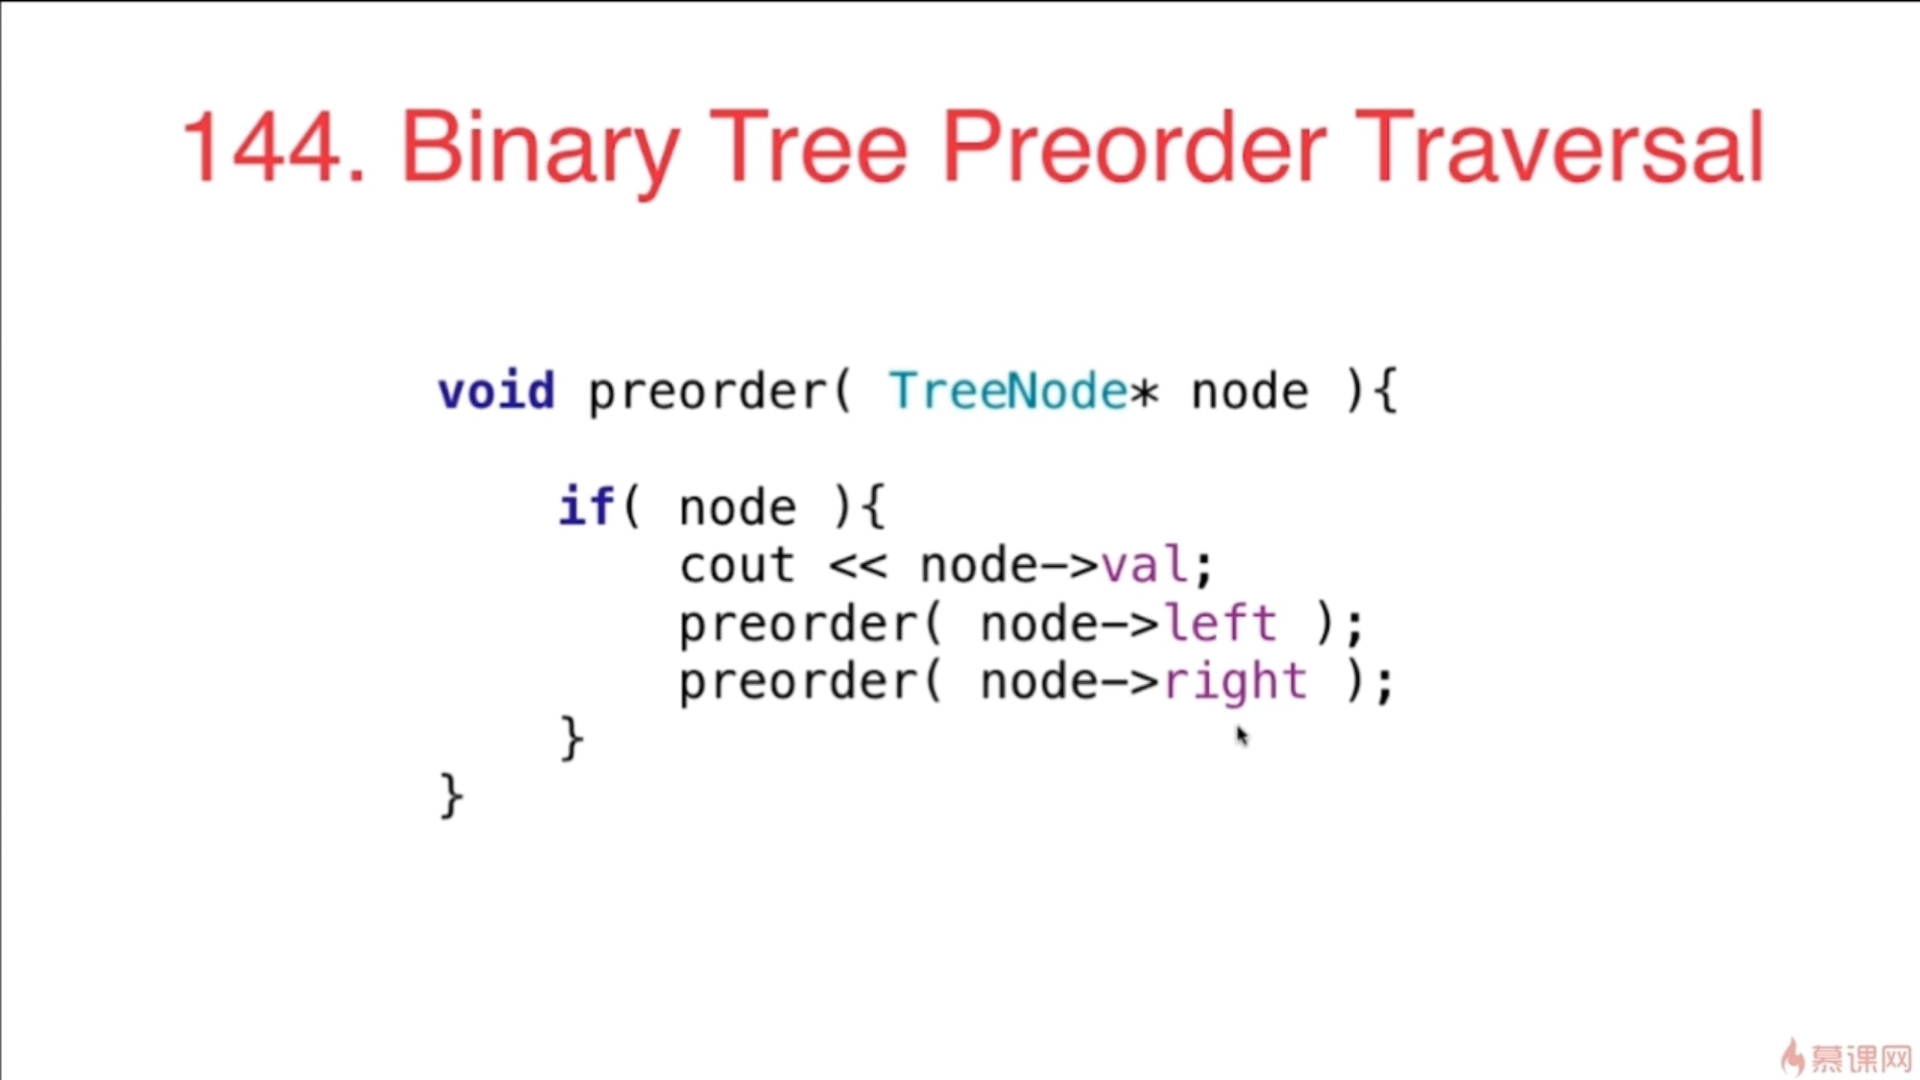 144. Binary Tree Preorder Traversal
void preorder( TreeNode* node ){
if( node ){
cout << node->val;
preorder( node->left );
preorder( node->right );
}
}
慕课网